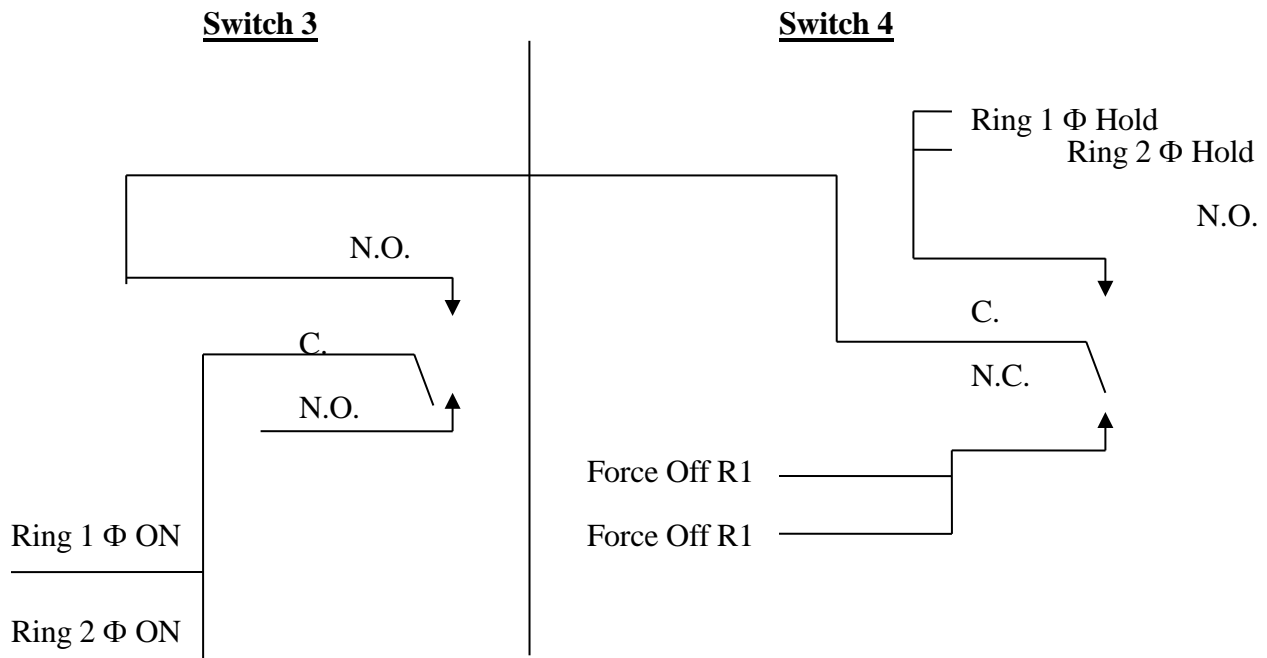 Switch 3
Switch 4
Ring 1 Φ Hold
Ring 2 Φ Hold
N.O.
N.O.
C.
C.
N.C.
N.O.
Force Off R1
Ring 1 Φ ON
Force Off R1
Ring 2 Φ ON